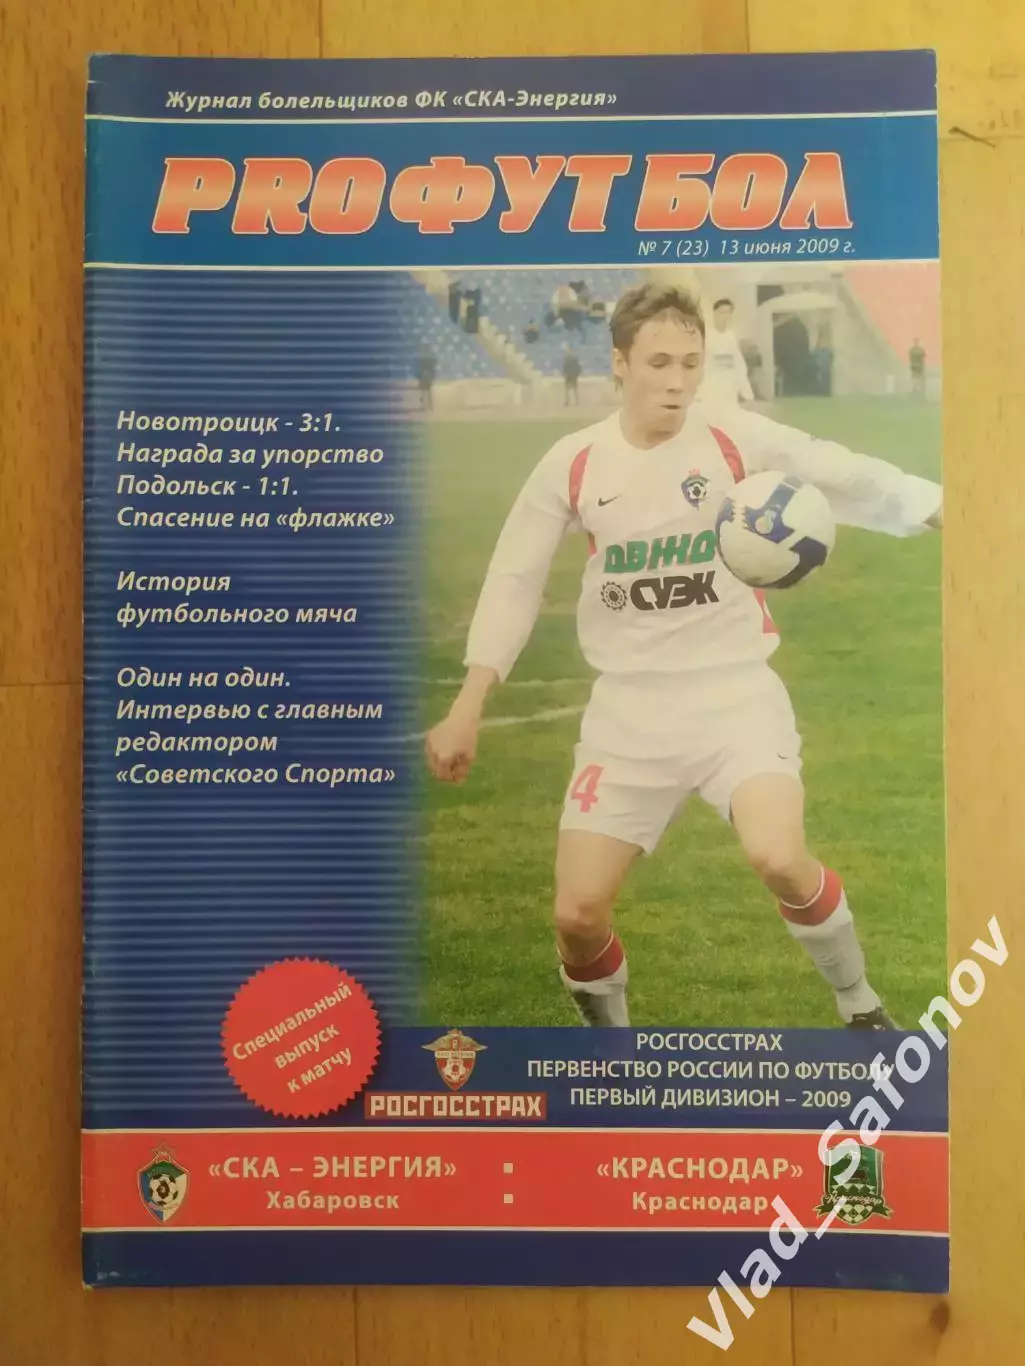 Журнал болельщиков ФК «СКА-Энергия»
PROФУТБОЛ
№ 7 (23) 13 июня 2009 г.
Новотроицк - 3:1.
Награда за упорство
Подольск - 1:1.
Спасение на «флажке»
История
футбольного мяча
Один на один.
Интервью с главным
редактором
«Советского Спорта»
ДВЖД
СУЭК
4
Специальный
выпуск
к матчу
РОСГОССТРАХ
РОСГОССТРАХ
ПЕРВЕНСТВО РОССИИ ПО ФУТБОЛУ
ПЕРВЫЙ ДИВИЗИОН – 2009
«СКА – ЭНЕРГИЯ» : «КРАСНОДАР»
Хабаровск Краснодар
Краснодар
Vlad_Safonov